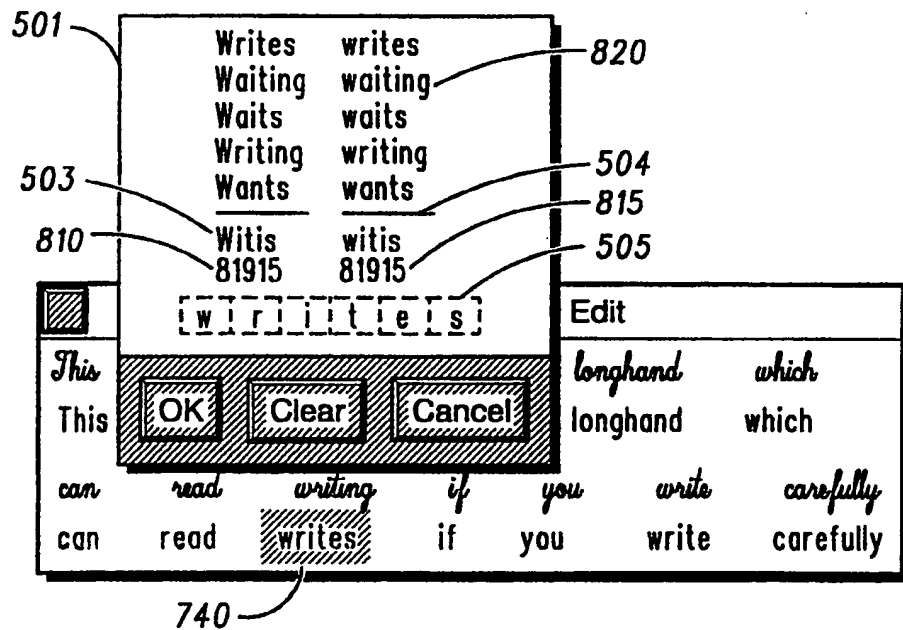 501
Writes writes
820
Waiting waiting
Waits waits
Writing writing
503
504
Wants wants
815
810
Witis witis
81915 81915
505
w r i t e s
Edit
This longhand which
OK Clear Cancel
This longhand which
can read writing if you write carefully
can read writes if you write carefully
740